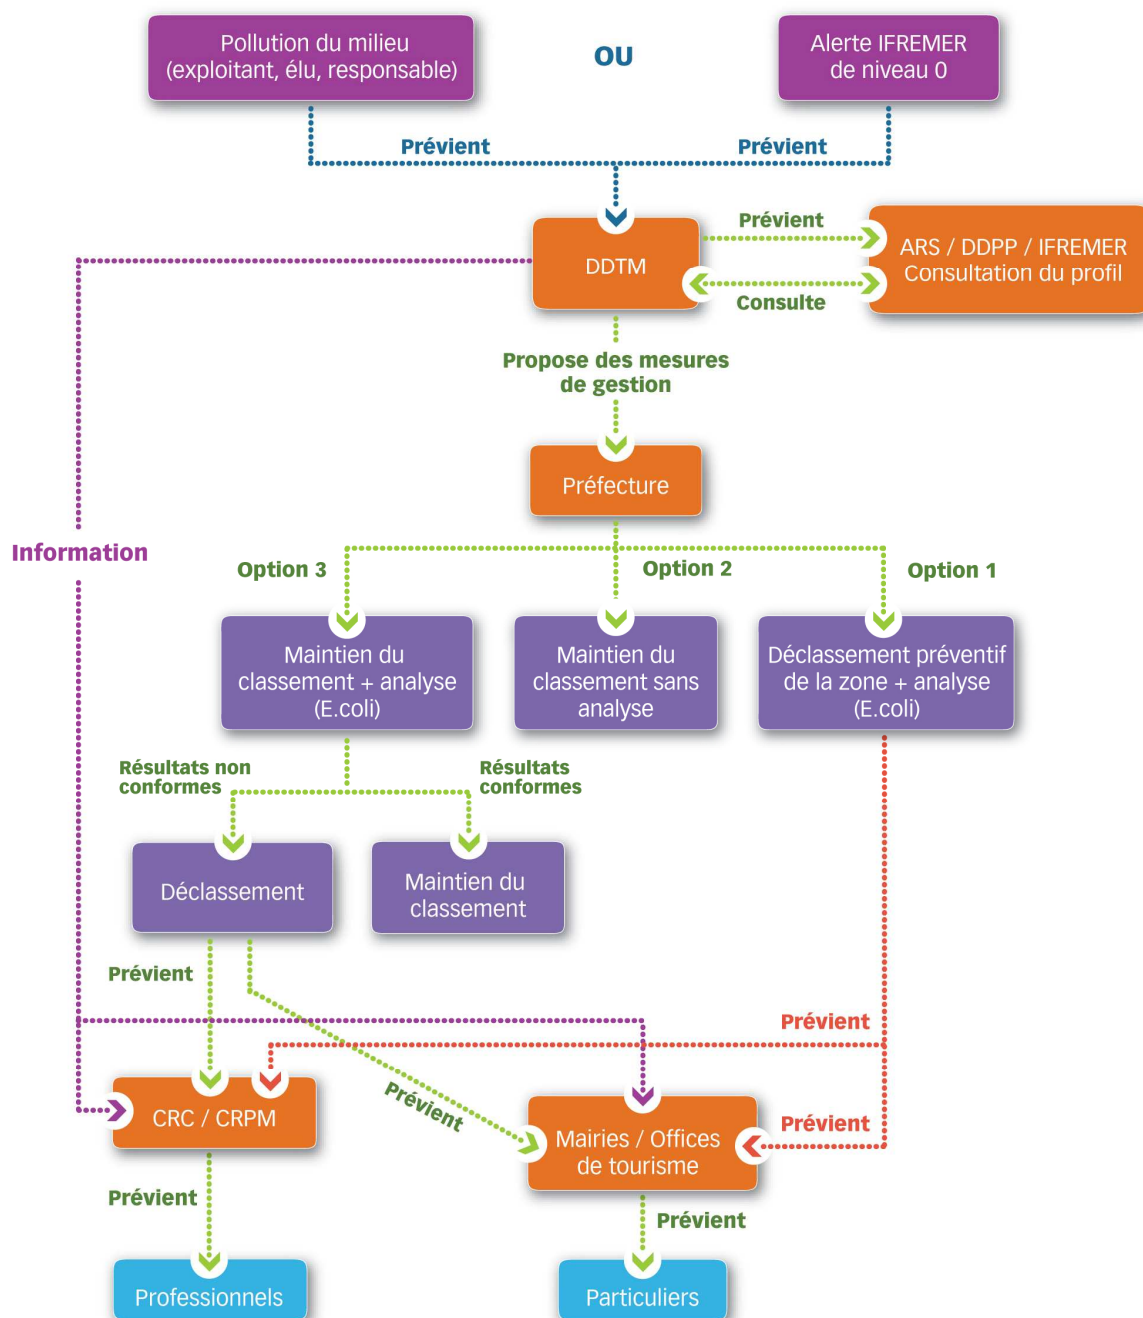 Pollution du milieu
(exploitant, élu, responsable)
OU
Alerte IFREMER
de niveau 0
Prévient
Prévient
DDTM
Prévient
Consulte
ARS / DDPP / IFREMER
Consultation du profil
Propose des mesures
de gestion
Préfecture
Information
Option 3
Option 2
Option 1
Maintien du
classement + analyse
(E.coli)
Maintien du
classement sans
analyse
Déclassement préventif
de la zone + analyse
(E.coli)
Résultats non
conformes
Résultats
conformes
Déclassement
Maintien du
classement
Prévient
Prévient
Prévient
Prévient
CRC / CRPM
Mairies / Offices
de tourisme
Prévient
Prévient
Professionnels
Particuliers